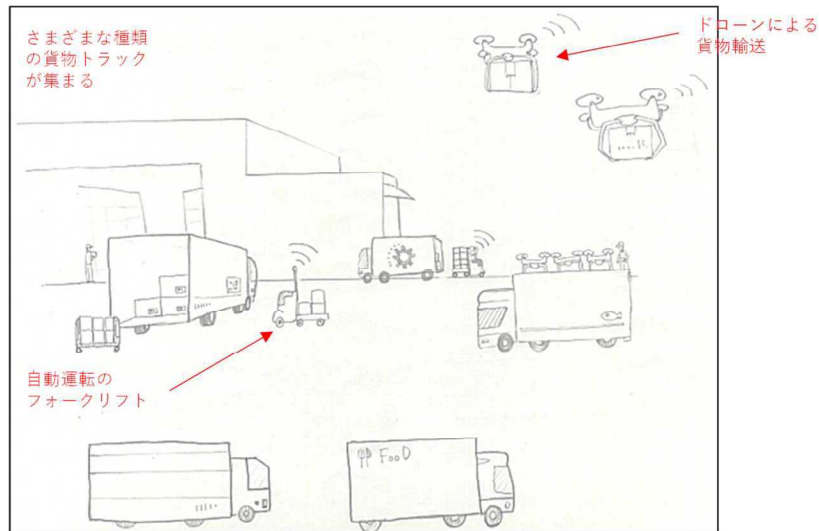 さまざまな種類
の貨物トラック
が集まる
ドローンによる
貨物輸送
自動運転の
フォークリフト
FooD